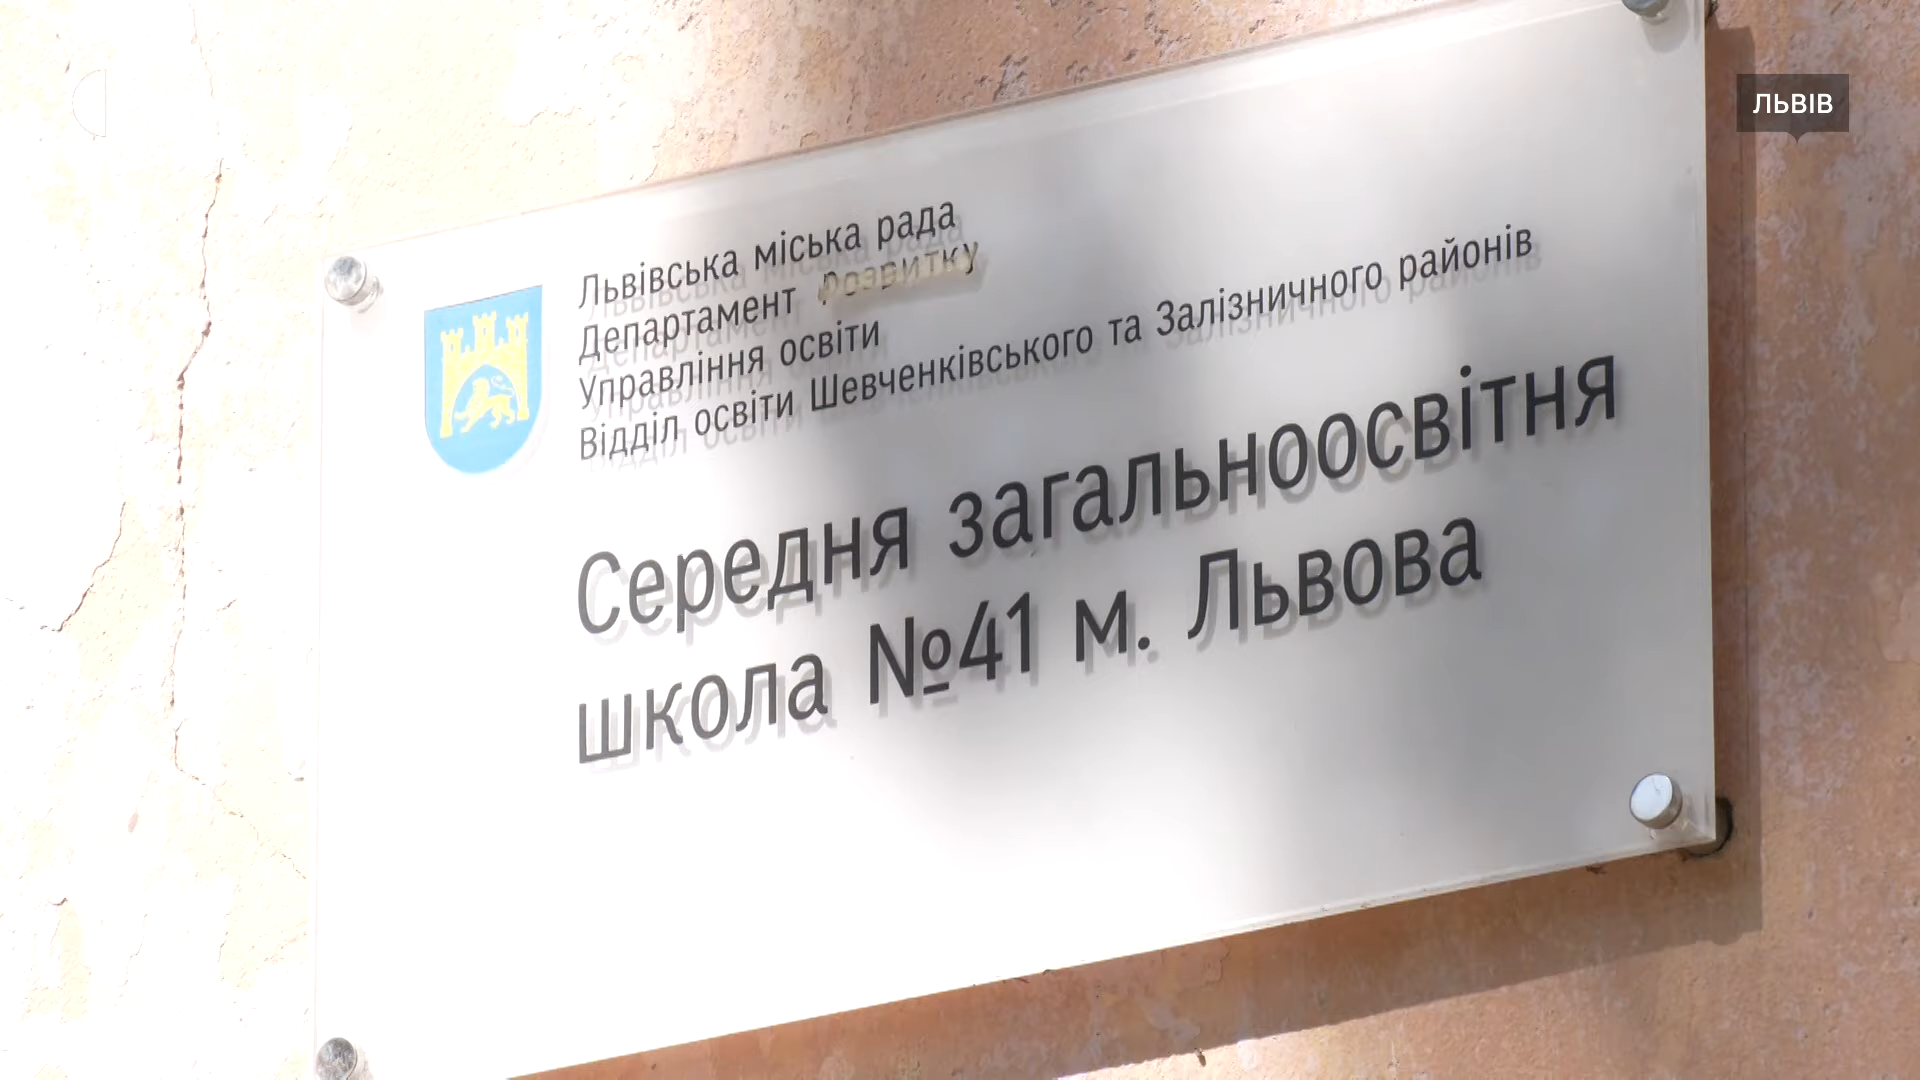 ЛЬВІВ
Львівська міська рада
Департамент розвитку
Управління освіти
Відділ освіти Шевченківського та Залізничного районів
Середня загальноосвітня
школа №41 м. Львова